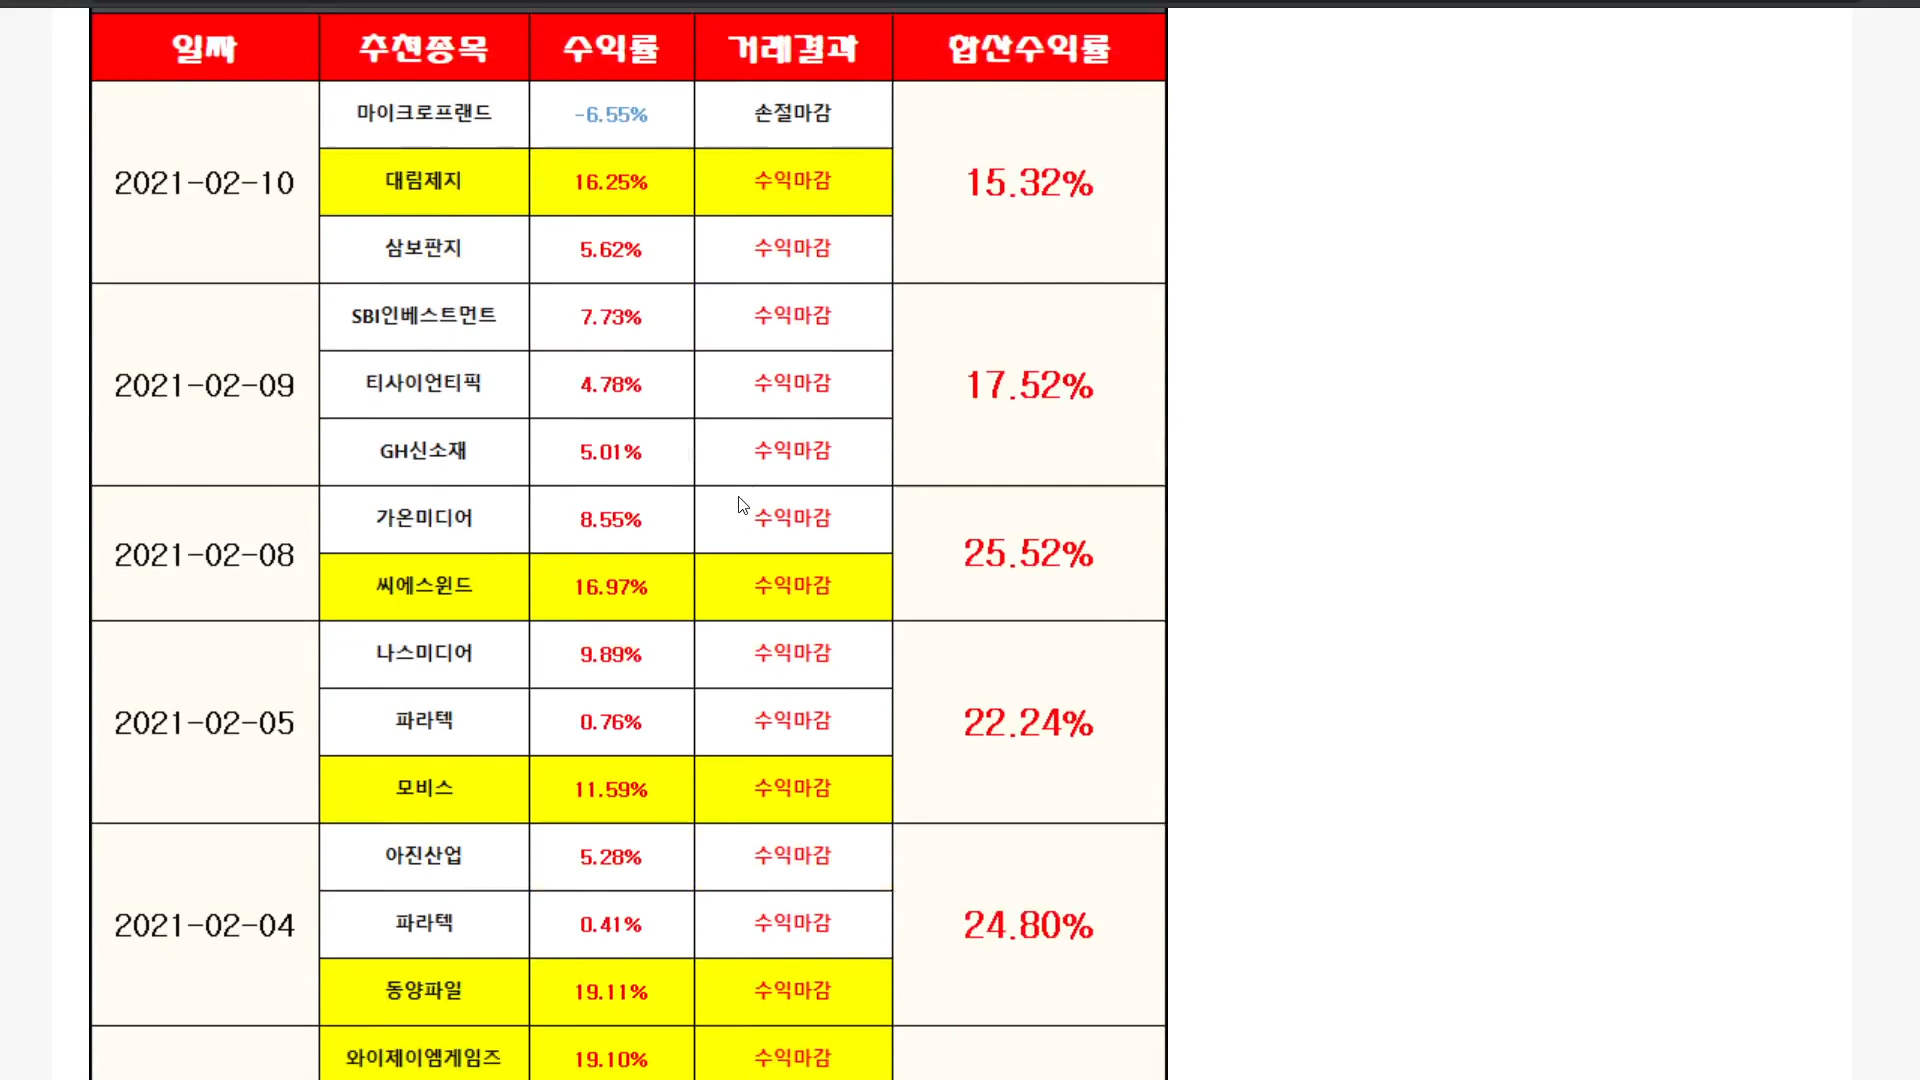 일짜 추천종목 수익률 거래결과 합산수익률
마이크로프랜드 -6.55% 손절마감
2021-02-10 대림제지 16.25% 수익마감 15.32%
삼보판지 5.62% 수익마감
SBI인베스트먼트 7.73% 수익마감
2021-02-09 티사이언티픽 4.78% 수익마감 17.52%
GH신소재 5.01% 수익마감
가온미디어 8.55% 수익마감
2021-02-08 25.52%
씨에스윈드 16.97% 수익마감
나스미디어 9.89% 수익마감
2021-02-05 파라텍 0.76% 수익마감 22.24%
모비스 11.59% 수익마감
아진산업 5.28% 수익마감
2021-02-04 파라텍 0.41% 수익마감 24.80%
동양파일 19.11% 수익마감
와이제이엠게임즈 19.10% 수익마감